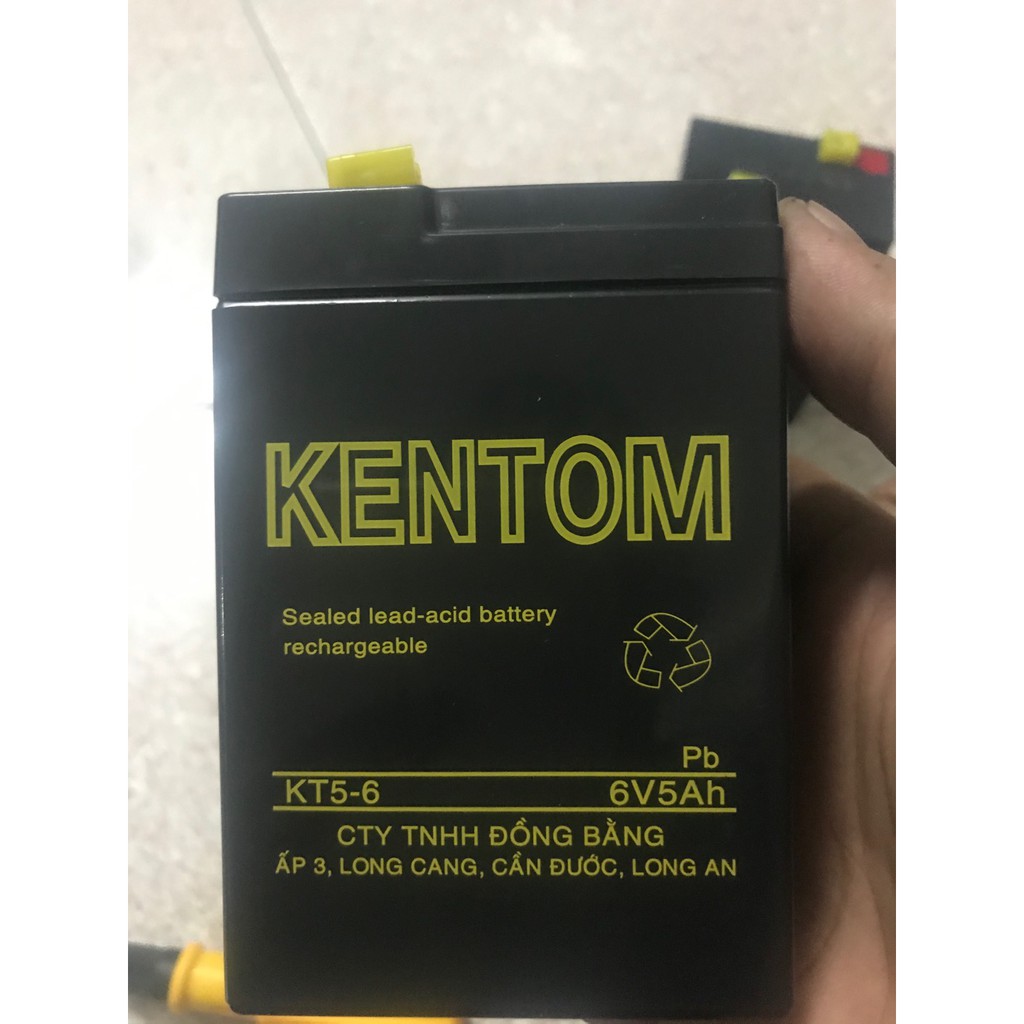 KENTOM
Sealed lead-acid battery
rechargeable
Pb
KT5-6 6V5Ah
CTY TNHH ĐỒNG BẰNG
ẤP 3, LONG CANG, CẦN ĐƯỚC, LONG AN